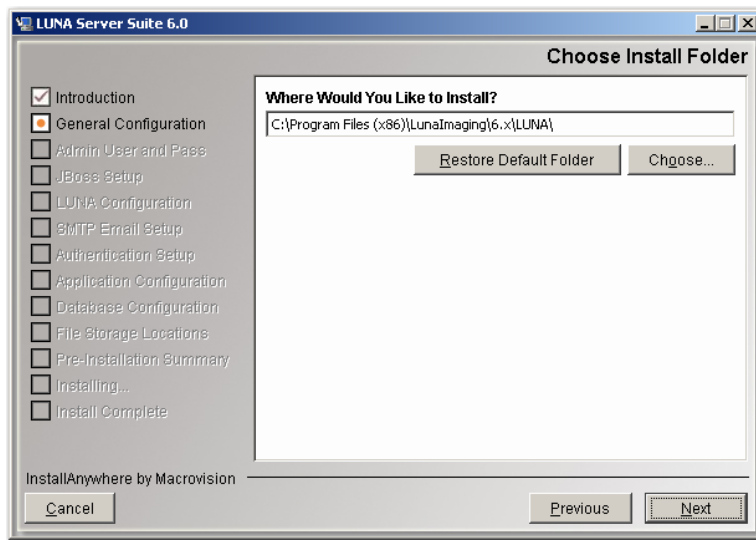 LUNA Server Suite 6.0
Choose Install Folder
Introduction
General Configuration
Admin User and Pass
JBoss Setup
LUNA Configuration
SMTP Email Setup
Authentication Setup
Application Configuration
Database Configuration
File Storage Locations
Pre-Installation Summary
Installing...
Install Complete
Where Would You Like to Install?
C:\Program Files (x86)\LunaImaging\6.x\LUNA\
Restore Default Folder
Choose...
InstallAnywhere by Macrovision
Cancel
Previous
Next